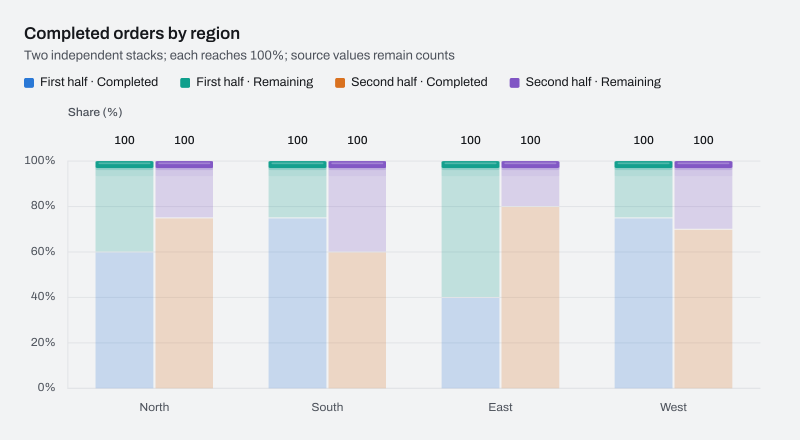 Completed orders by region
Two independent stacks; each reaches 100%; source values remain counts
First half · Completed First half · Remaining Second half · Completed Second half · Remaining
Share (%)
100 100 100 100 100 100 100 100
100%
80%
60%
40%
20%
0%
North South East West